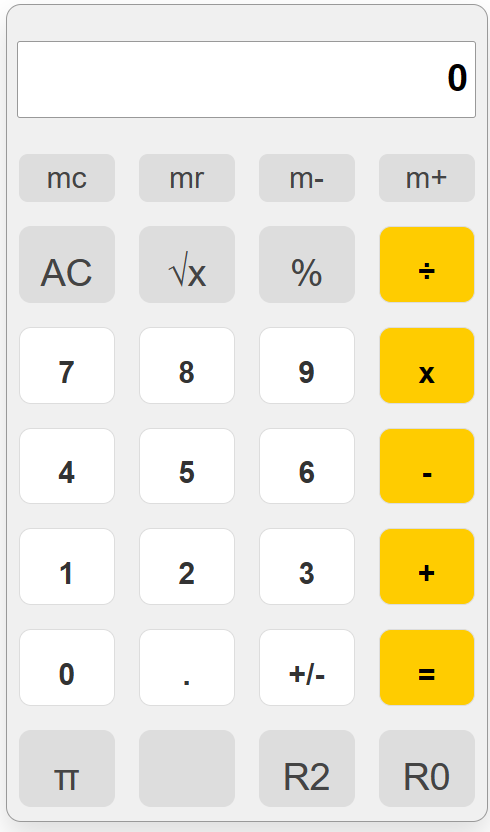 0
mc mr m- m+
AC √x % ÷
7 8 9 x
4 5 6 -
1 2 3 +
0 . +/- =
π R2 R0